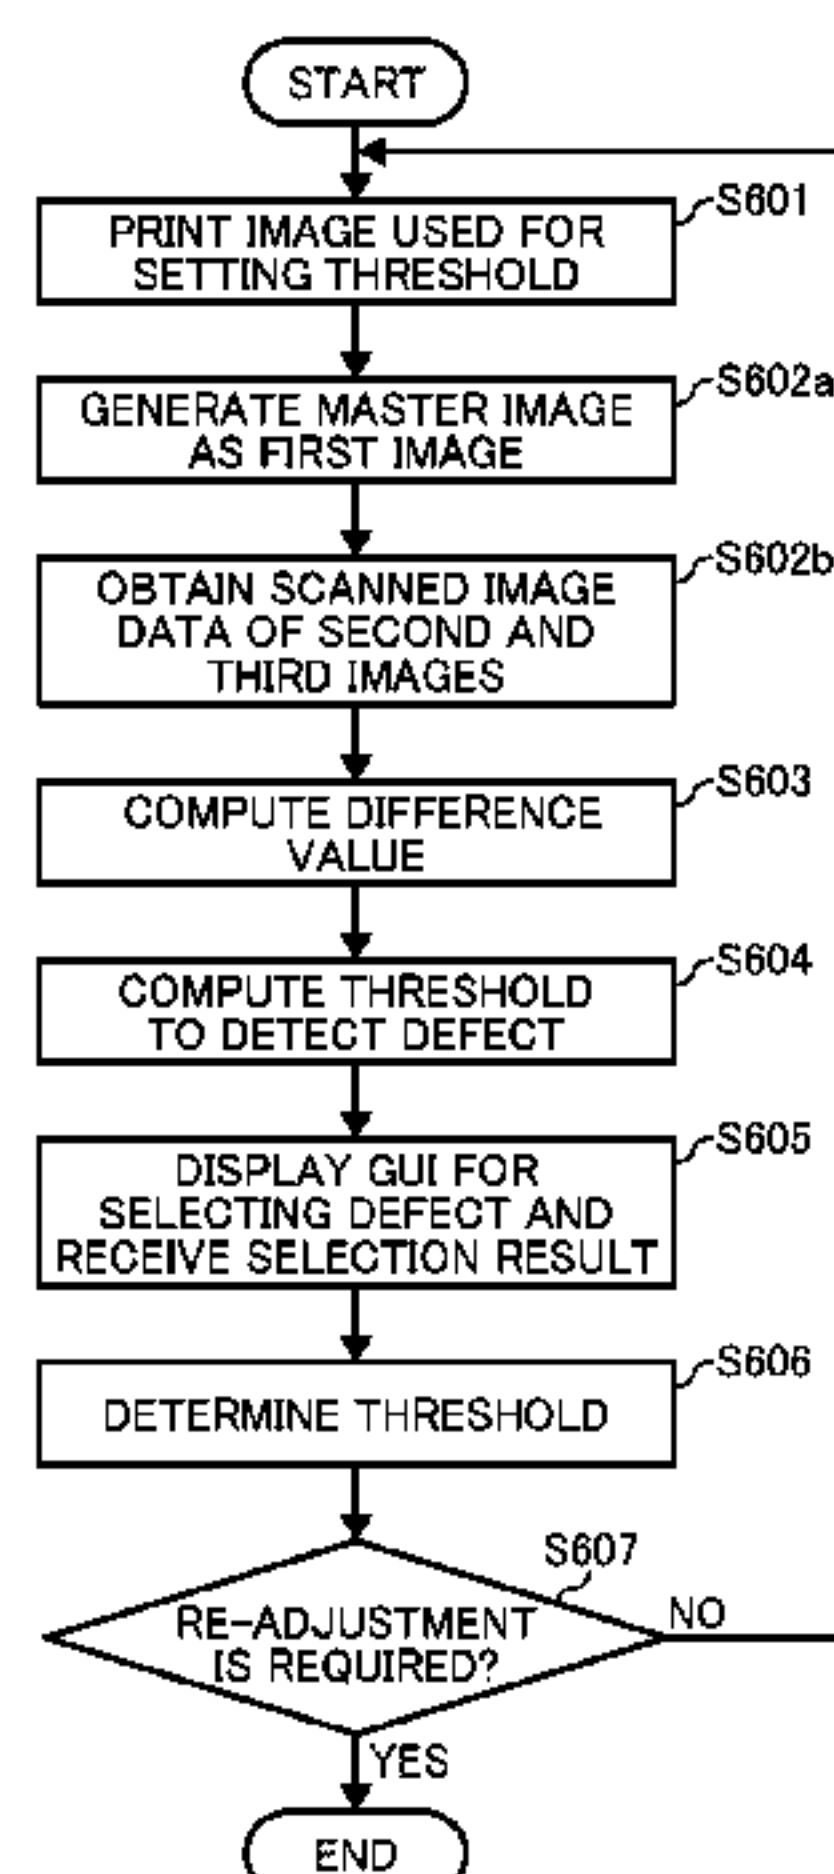 START
S601
PRINT IMAGE USED FOR
SETTING THRESHOLD
S602a
GENERATE MASTER IMAGE
AS FIRST IMAGE
S602b
OBTAIN SCANNED IMAGE
DATA OF SECOND AND
THIRD IMAGES
S603
COMPUTE DIFFERENCE
VALUE
S604
COMPUTE THRESHOLD
TO DETECT DEFECT
S605
DISPLAY GUI FOR
SELECTING DEFECT AND
RECEIVE SELECTION RESULT
S606
DETERMINE THRESHOLD
S607
RE-ADJUSTMENT
IS REQUIRED?
NO
YES
END